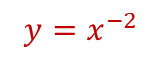 y = x⁻²